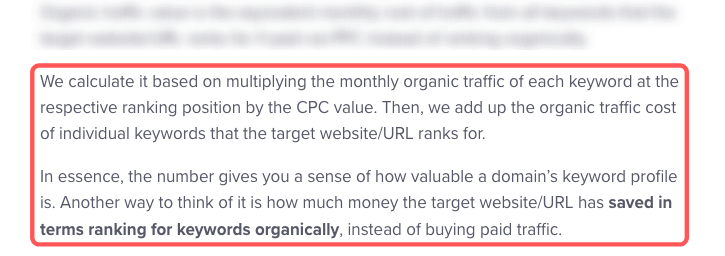 We calculate it based on multiplying the monthly organic traffic of each keyword at the
respective ranking position by the CPC value. Then, we add up the organic traffic cost
of individual keywords that the target website/URL ranks for.
In essence, the number gives you a sense of how valuable a domain's keyword profile
is. Another way to think of it is how much money the target website/URL has saved in
terms ranking for keywords organically, instead of buying paid traffic.